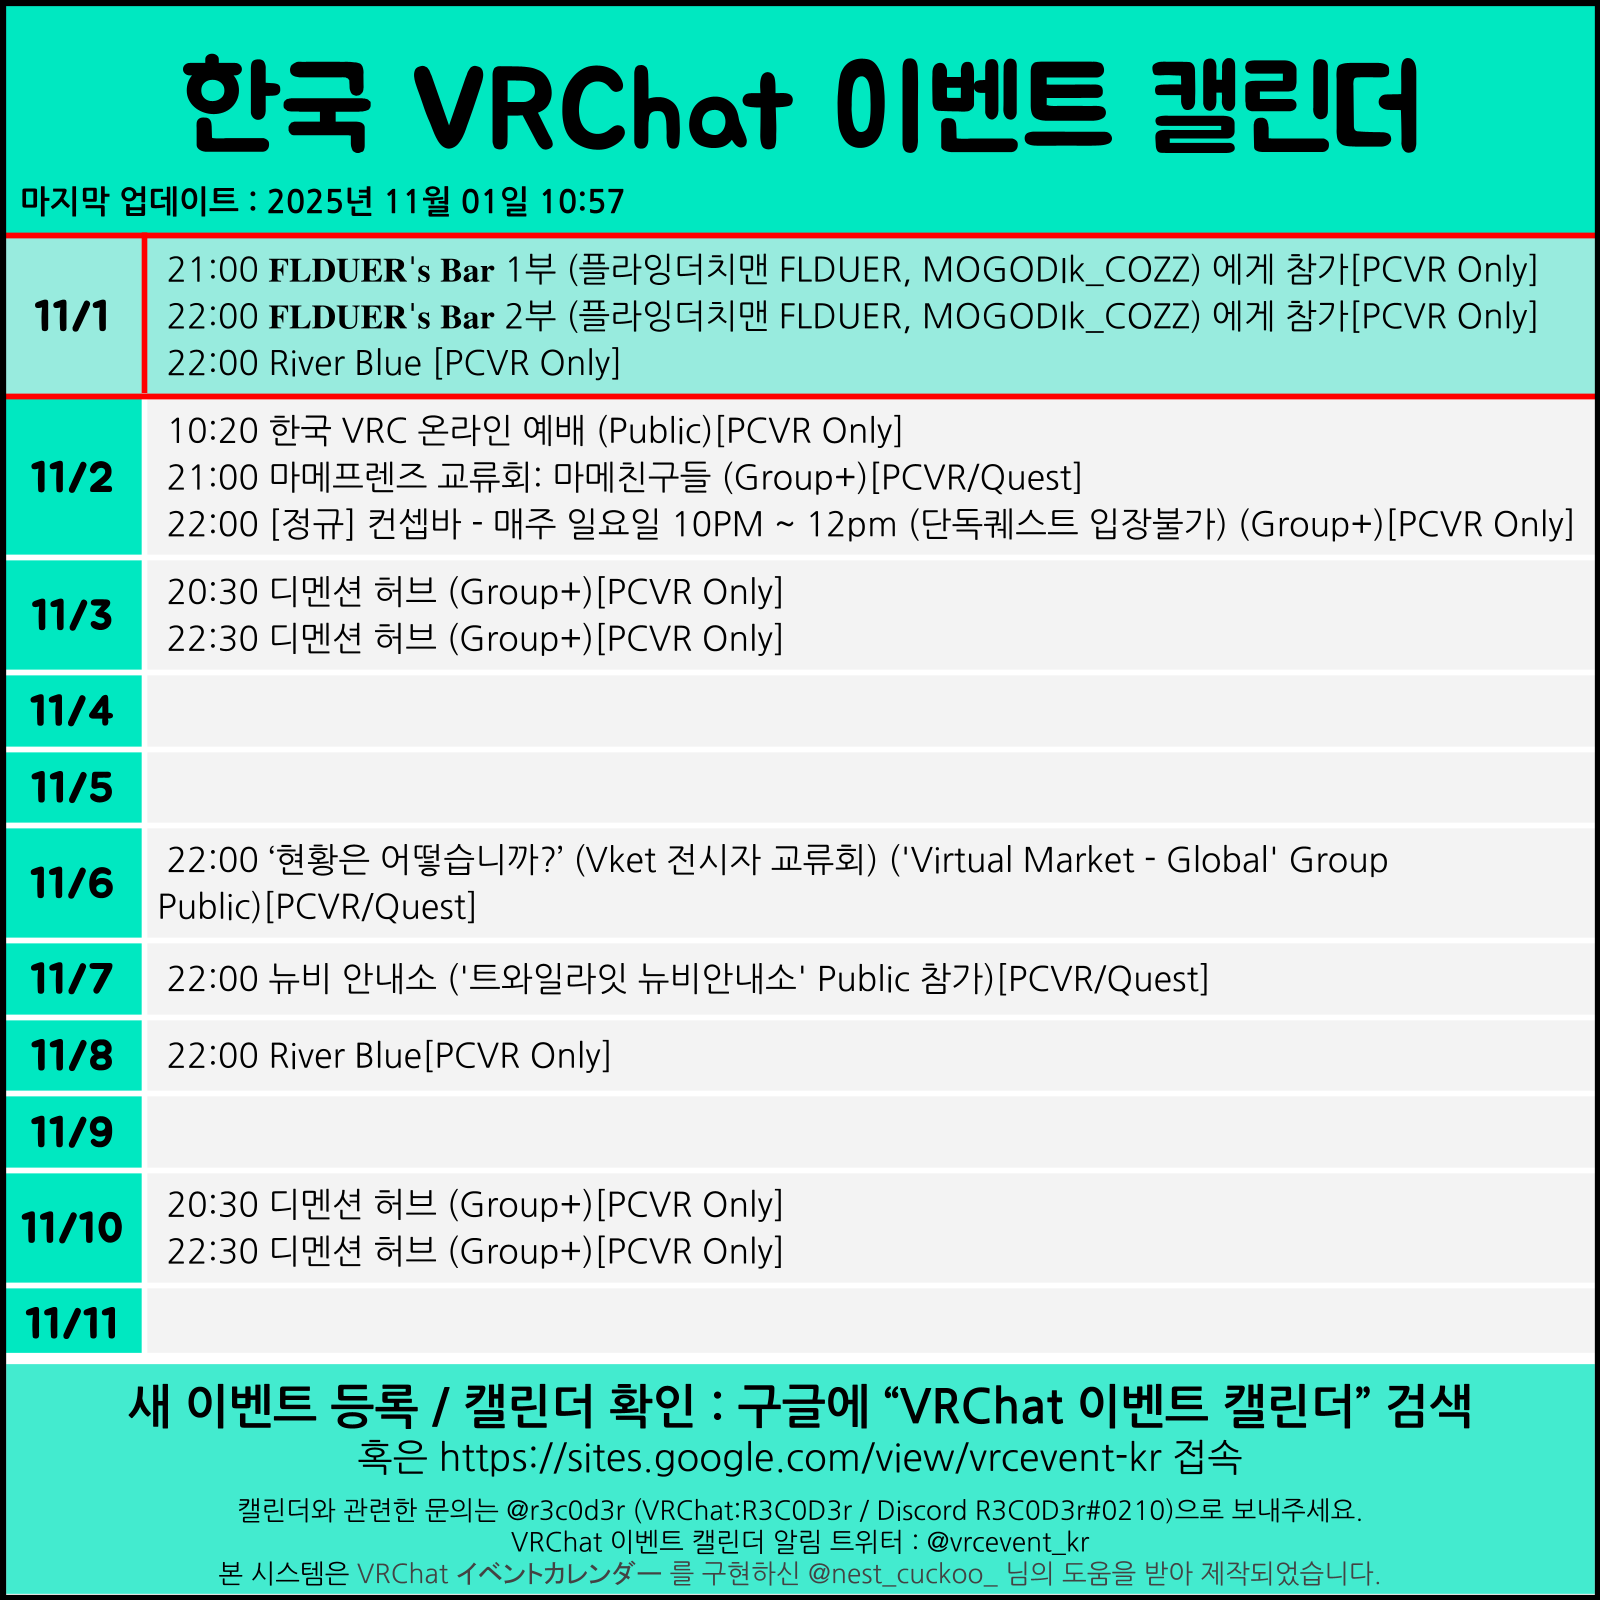 한국 VRChat 이벤트 캘린더
마지막 업데이트 : 2025년 11월 01일 10:57
11/1
21:00 𝐅𝐋𝐃𝐔𝐄𝐑'𝐬 𝐁𝐚𝐫 1부 (플라잉더치맨 FLDUER, MOGODIk_COZZ) 에게 참가[PCVR Only]
22:00 𝐅𝐋𝐃𝐔𝐄𝐑'𝐬 𝐁𝐚𝐫 2부 (플라잉더치맨 FLDUER, MOGODIk_COZZ) 에게 참가[PCVR Only]
22:00 River Blue [PCVR Only]
11/2
10:20 한국 VRC 온라인 예배 (Public)[PCVR Only]
21:00 마메프렌즈 교류회: 마메친구들 (Group+)[PCVR/Quest]
22:00 [정규] 컨셉바 - 매주 일요일 10PM ~ 12pm (단독퀘스트 입장불가) (Group+)[PCVR Only]
11/3
20:30 디멘션 허브 (Group+)[PCVR Only]
22:30 디멘션 허브 (Group+)[PCVR Only]
11/4
11/5
11/6
22:00 ‘현황은 어떻습니까?’ (Vket 전시자 교류회) ('Virtual Market - Global' Group
Public)[PCVR/Quest]
11/7
22:00 뉴비 안내소 ('트와일라잇 뉴비안내소' Public 참가)[PCVR/Quest]
11/8
22:00 River Blue[PCVR Only]
11/9
11/10
20:30 디멘션 허브 (Group+)[PCVR Only]
22:30 디멘션 허브 (Group+)[PCVR Only]
11/11
새 이벤트 등록 / 캘린더 확인 : 구글에 “VRChat 이벤트 캘린더” 검색
혹은 https://sites.google.com/view/vrcevent-kr 접속
캘린더와 관련한 문의는 @r3c0d3r (VRChat:R3C0D3r / Discord R3C0D3r#0210)으로 보내주세요.
VRChat 이벤트 캘린더 알림 트위터 : @vrcevent_kr
본 시스템은 VRChat イベントカレンダー 를 구현하신 @nest_cuckoo_ 님의 도움을 받아 제작되었습니다.